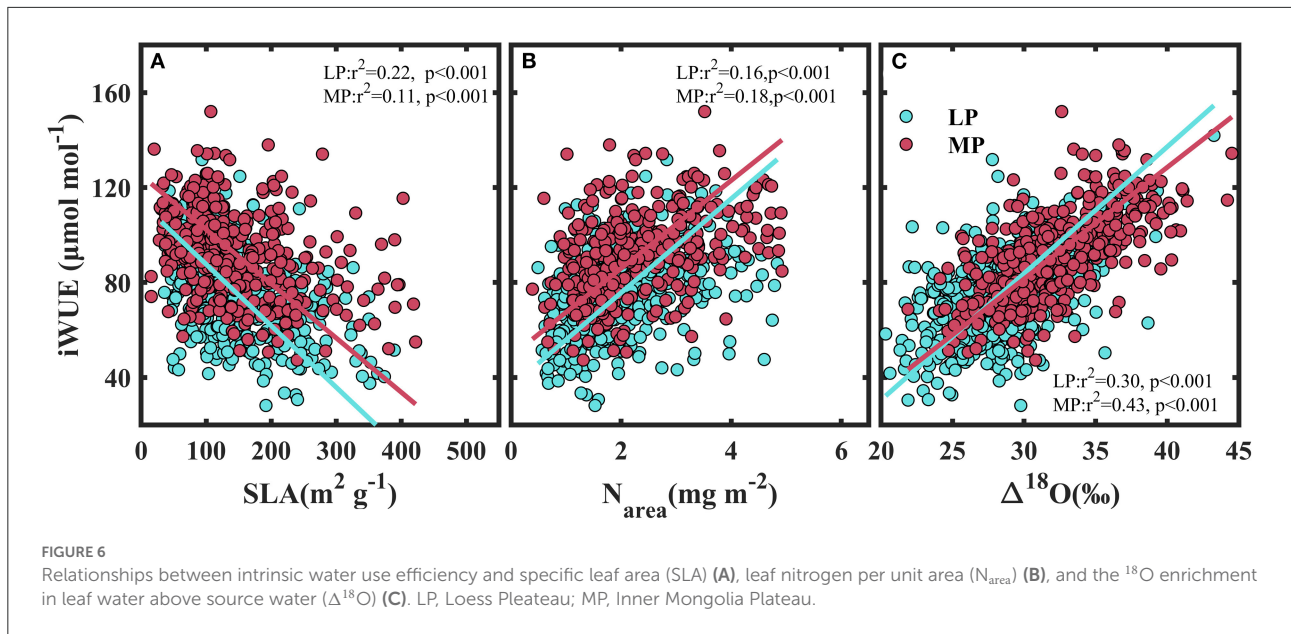 A
LP:r²=0.22, p<0.001
MP:r²=0.11, p<0.001
B
LP:r²=0.16,p<0.001
MP:r²=0.18,p<0.001
C
LP
MP
LP:r²=0.30, p<0.001
MP:r²=0.43, p<0.001
iWUE (μmol mol⁻¹)
160
120
80
40
0 100 200 300 400 500
0 2 4 6
20 25 30 35 40 45
SLA(m² g⁻¹)
N_area(mg m⁻²)
Δ¹⁸O(‰)
FIGURE 6
Relationships between intrinsic water use efficiency and specific leaf area (SLA) (A), leaf nitrogen per unit area (N_area) (B), and the ¹⁸O enrichment
in leaf water above source water (Δ¹⁸O) (C). LP, Loess Pleateau; MP, Inner Mongolia Plateau.